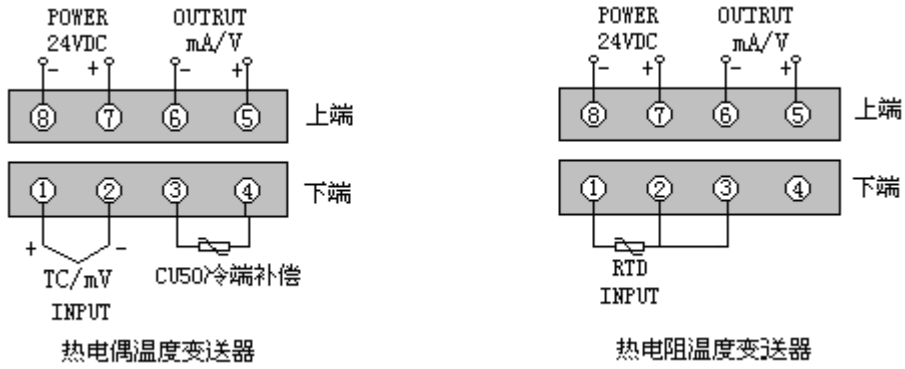 POWER
24VDC
OUTRUT
mA/V
- + - +
⑧ ⑦ ⑥ ⑤ 上端
① ② ③ ④ 下端
+ -
TC/mV
INPUT
CU50冷端补偿
热电偶温度变送器
POWER
24VDC
OUTPUT
mA/V
- + - +
⑧ ⑦ ⑥ ⑤ 上端
① ② ③ ④ 下端
RTD
INPUT
热电阻温度变送器